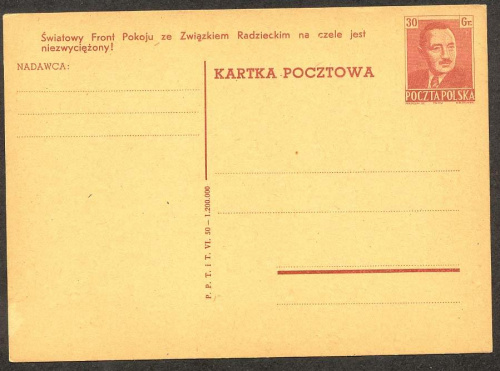 Światowy Front Pokoju ze Związkiem Radzieckim na czele jest
niezwyciężony!
NADAWCA:
KARTKA POCZTOWA
30 Gr.
POCZTA POLSKA
P. P. T. i T. VI. 50 — 1.200.000